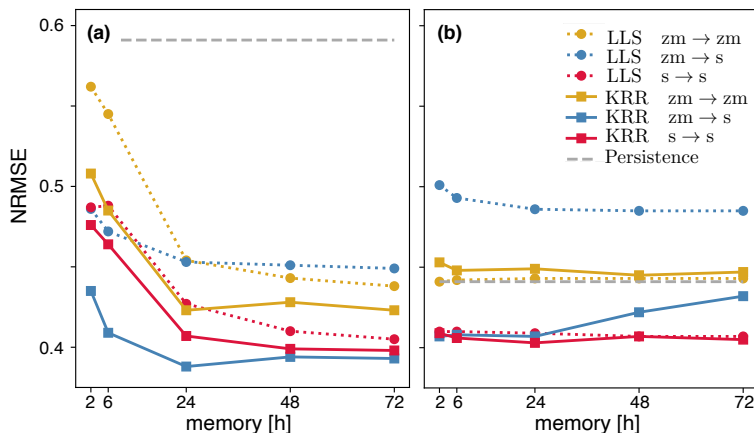 0.6
0.5
0.4
NRMSE
(a)
2 6 24 48 72
memory [h]
(b)
LLS zm → zm
LLS zm → s
LLS s → s
KRR zm → zm
KRR zm → s
KRR s → s
Persistence
2 6 24 48 72
memory [h]